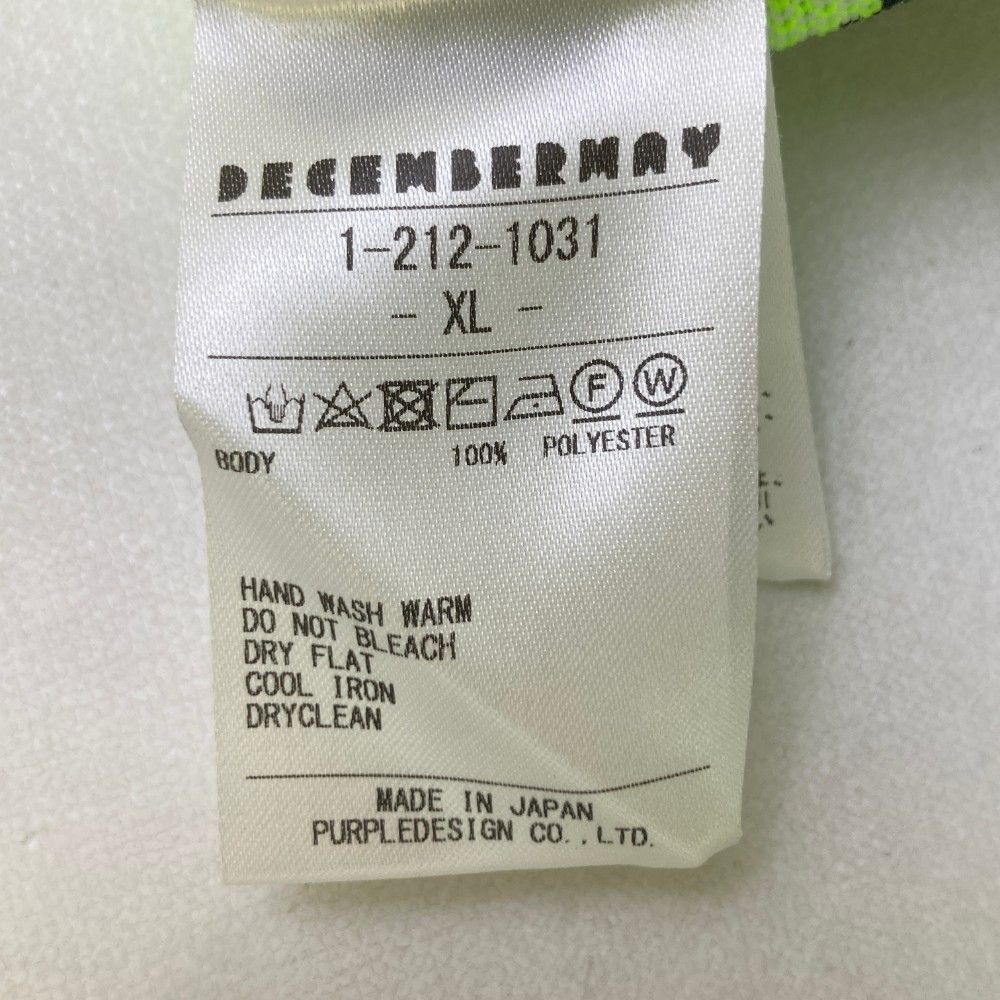 DECEMBERMAY
1-212-1031
- XL -
F W
BODY 100% POLYESTER
HAND WASH WARM
DO NOT BLEACH
DRY FLAT
COOL IRON
DRYCLEAN
MADE IN JAPAN
PURPLEDESIGN CO.,LTD.